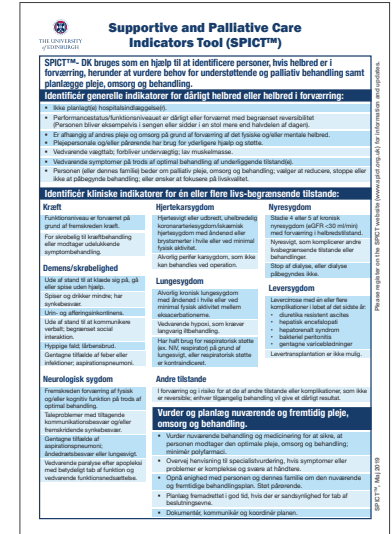 THE UNIVERSITY
of EDINBURGH
Supportive and Palliative Care
Indicators Tool (SPICT™)
SPICT™- DK bruges som en hjælp til at identificere personer, hvis helbred er i
forværring, herunder at vurdere behov for understøttende og palliativ behandling samt
planlægge pleje, omsorg og behandling.
Identificér generelle indikatorer for dårligt helbred eller helbred i forværring:
• Ikke planlagt(e) hospitalsindlæggelse(r).
• Performancestatus/funktionsniveauet er dårligt eller forværret med begrænset reversibilitet
(Personen bliver eksempelvis i sengen eller sidder i en stol mere end halvdelen af dagen).
• Er afhængig af andres pleje og omsorg på grund af forværring af det fysiske og/eller mentale helbred.
• Plejepersonale og/eller pårørende har brug for yderligere hjælp og støtte.
• Vedvarende vægttab; forbliver undervægtig; lav muskelmasse.
• Vedvarende symptomer på trods af optimal behandling af underliggende tilstand(e).
• Personen (eller dennes familie) beder om palliativ pleje, omsorg og behandling; vælger at reducere, stoppe eller
ikke at påbegynde behandling; eller ønsker at fokusere på livskvalitet.
Identificér kliniske indikatorer for én eller flere livs-begrænsende tilstande:
Kræft
Funktionsniveau er forværret på
grund af fremskreden kræft.
For skrøbelig til kræftbehandling
eller modtager udelukkende
symptombehandling.
Demens/skrøbelighed
Ude af stand til at klæde sig på, gå
eller spise uden hjælp.
Spiser og drikker mindre; har
synkebesvær.
Urin- og afføringsinkontinens.
Ude af stand til at kommunikere
verbalt; begrænset social
interaktion.
Hyppige fald; lårbensbrud.
Gentagne tilfælde af feber eller
infektioner; aspirationspneumoni.
Neurologisk sygdom
Fremskreden forværring af fysisk
og/eller kognitiv funktion på trods af
optimal behandling.
Taleproblemer med tiltagende
kommunikationsbesvær og/eller
fremskridende synkebesvær.
Gentagne tilfælde af
aspirationspneumoni;
åndedrætsbesvær eller lungesvigt.
Vedvarende paralyse efter apopleksi
med betydeligt tab af funktion og
vedvarende funktionsnedsættelse.
Hjertekarsygdom
Hjertesvigt eller udbredt, uhelbredelig
koronararteriesygdom/iskæmisk
hjertesygdom med åndenød eller
brystsmerter i hvile eller ved minimal
fysisk aktivitet.
Alvorlig perifer karsygdom, som ikke
kan behandles ved operation.
Lungesygdom
Alvorlig kronisk lungesygdom
med åndenød i hvile eller ved
minimal fysisk aktivitet mellem
eksacerbationerne.
Vedvarende hypoxi, som kræver
langvarig iltbehandling.
Har haft brug for respiratorisk støtte
(ex. NIV, respirator) på grund af
lungesvigt, eller respiratorisk støtte
er kontraindiceret.
Nyresygdom
Stadie 4 eller 5 af kronisk
nyresygdom (eGFR <30 ml/min)
med forværring i helbredstilstand.
Nyresvigt, som komplicerer andre
livsbegrænsende tilstande eller
behandlinger.
Stop af dialyse, eller dialyse
påbegyndes ikke.
Leversygdom
Levercirrose med én eller flere
komplikationer i løbet af det sidste år:
• diuretika resistent ascites
• hepatisk encefalopati
• hepatorenalt syndrom
• bakteriel peritonitis
• gentagne variceblødninger
Levertransplantation er ikke mulig.
Andre tilstande
I forværring og i risiko for at dø af andre tilstande eller komplikationer, som ikke
er reversible; enhver tilgængelig behandling vil give et dårligt resultat.
Vurder og planlæg nuværende og fremtidig pleje,
omsorg og behandling.
• Vurder nuværende behandling og medicinering for at sikre, at
personen modtager den optimale pleje, omsorg og behandling;
minimér polyfarmaci.
• Overvej henvisning til specialistvurdering, hvis symptomer eller
problemer er komplekse og svære at håndtere.
• Opnå enighed med personen og dennes familie om den nuværende
og fremtidige behandlingsplan. Støt pårørende.
• Planlæg fremadrettet i god tid, hvis der er sandsynlighed for tab af
beslutningsevne.
• Dokumentér, kommunikér og koordinér planen.
Please register on the SPICT website (www.spict.org.uk) for information and updates.
SPICT™, Maj 2019